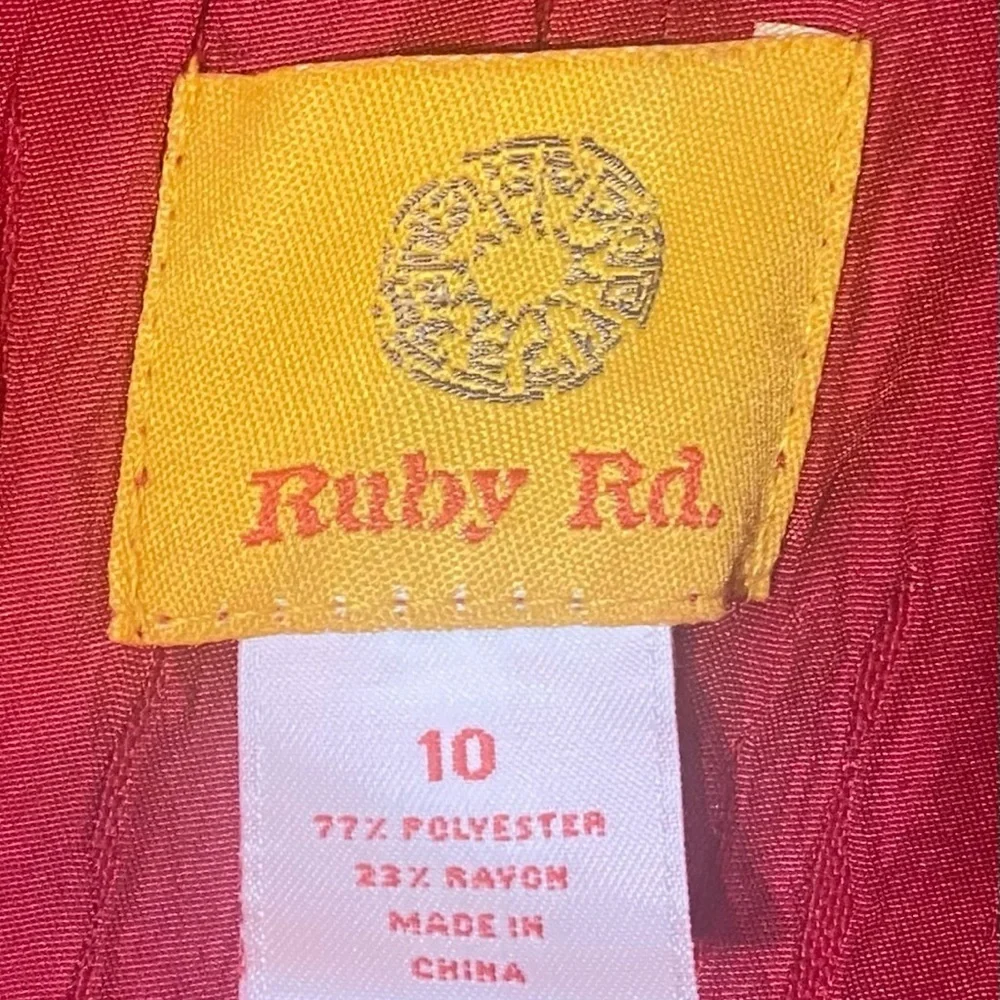 Ruby Rd.
10
77% POLYESTER
23% RAYON
MADE IN
CHINA